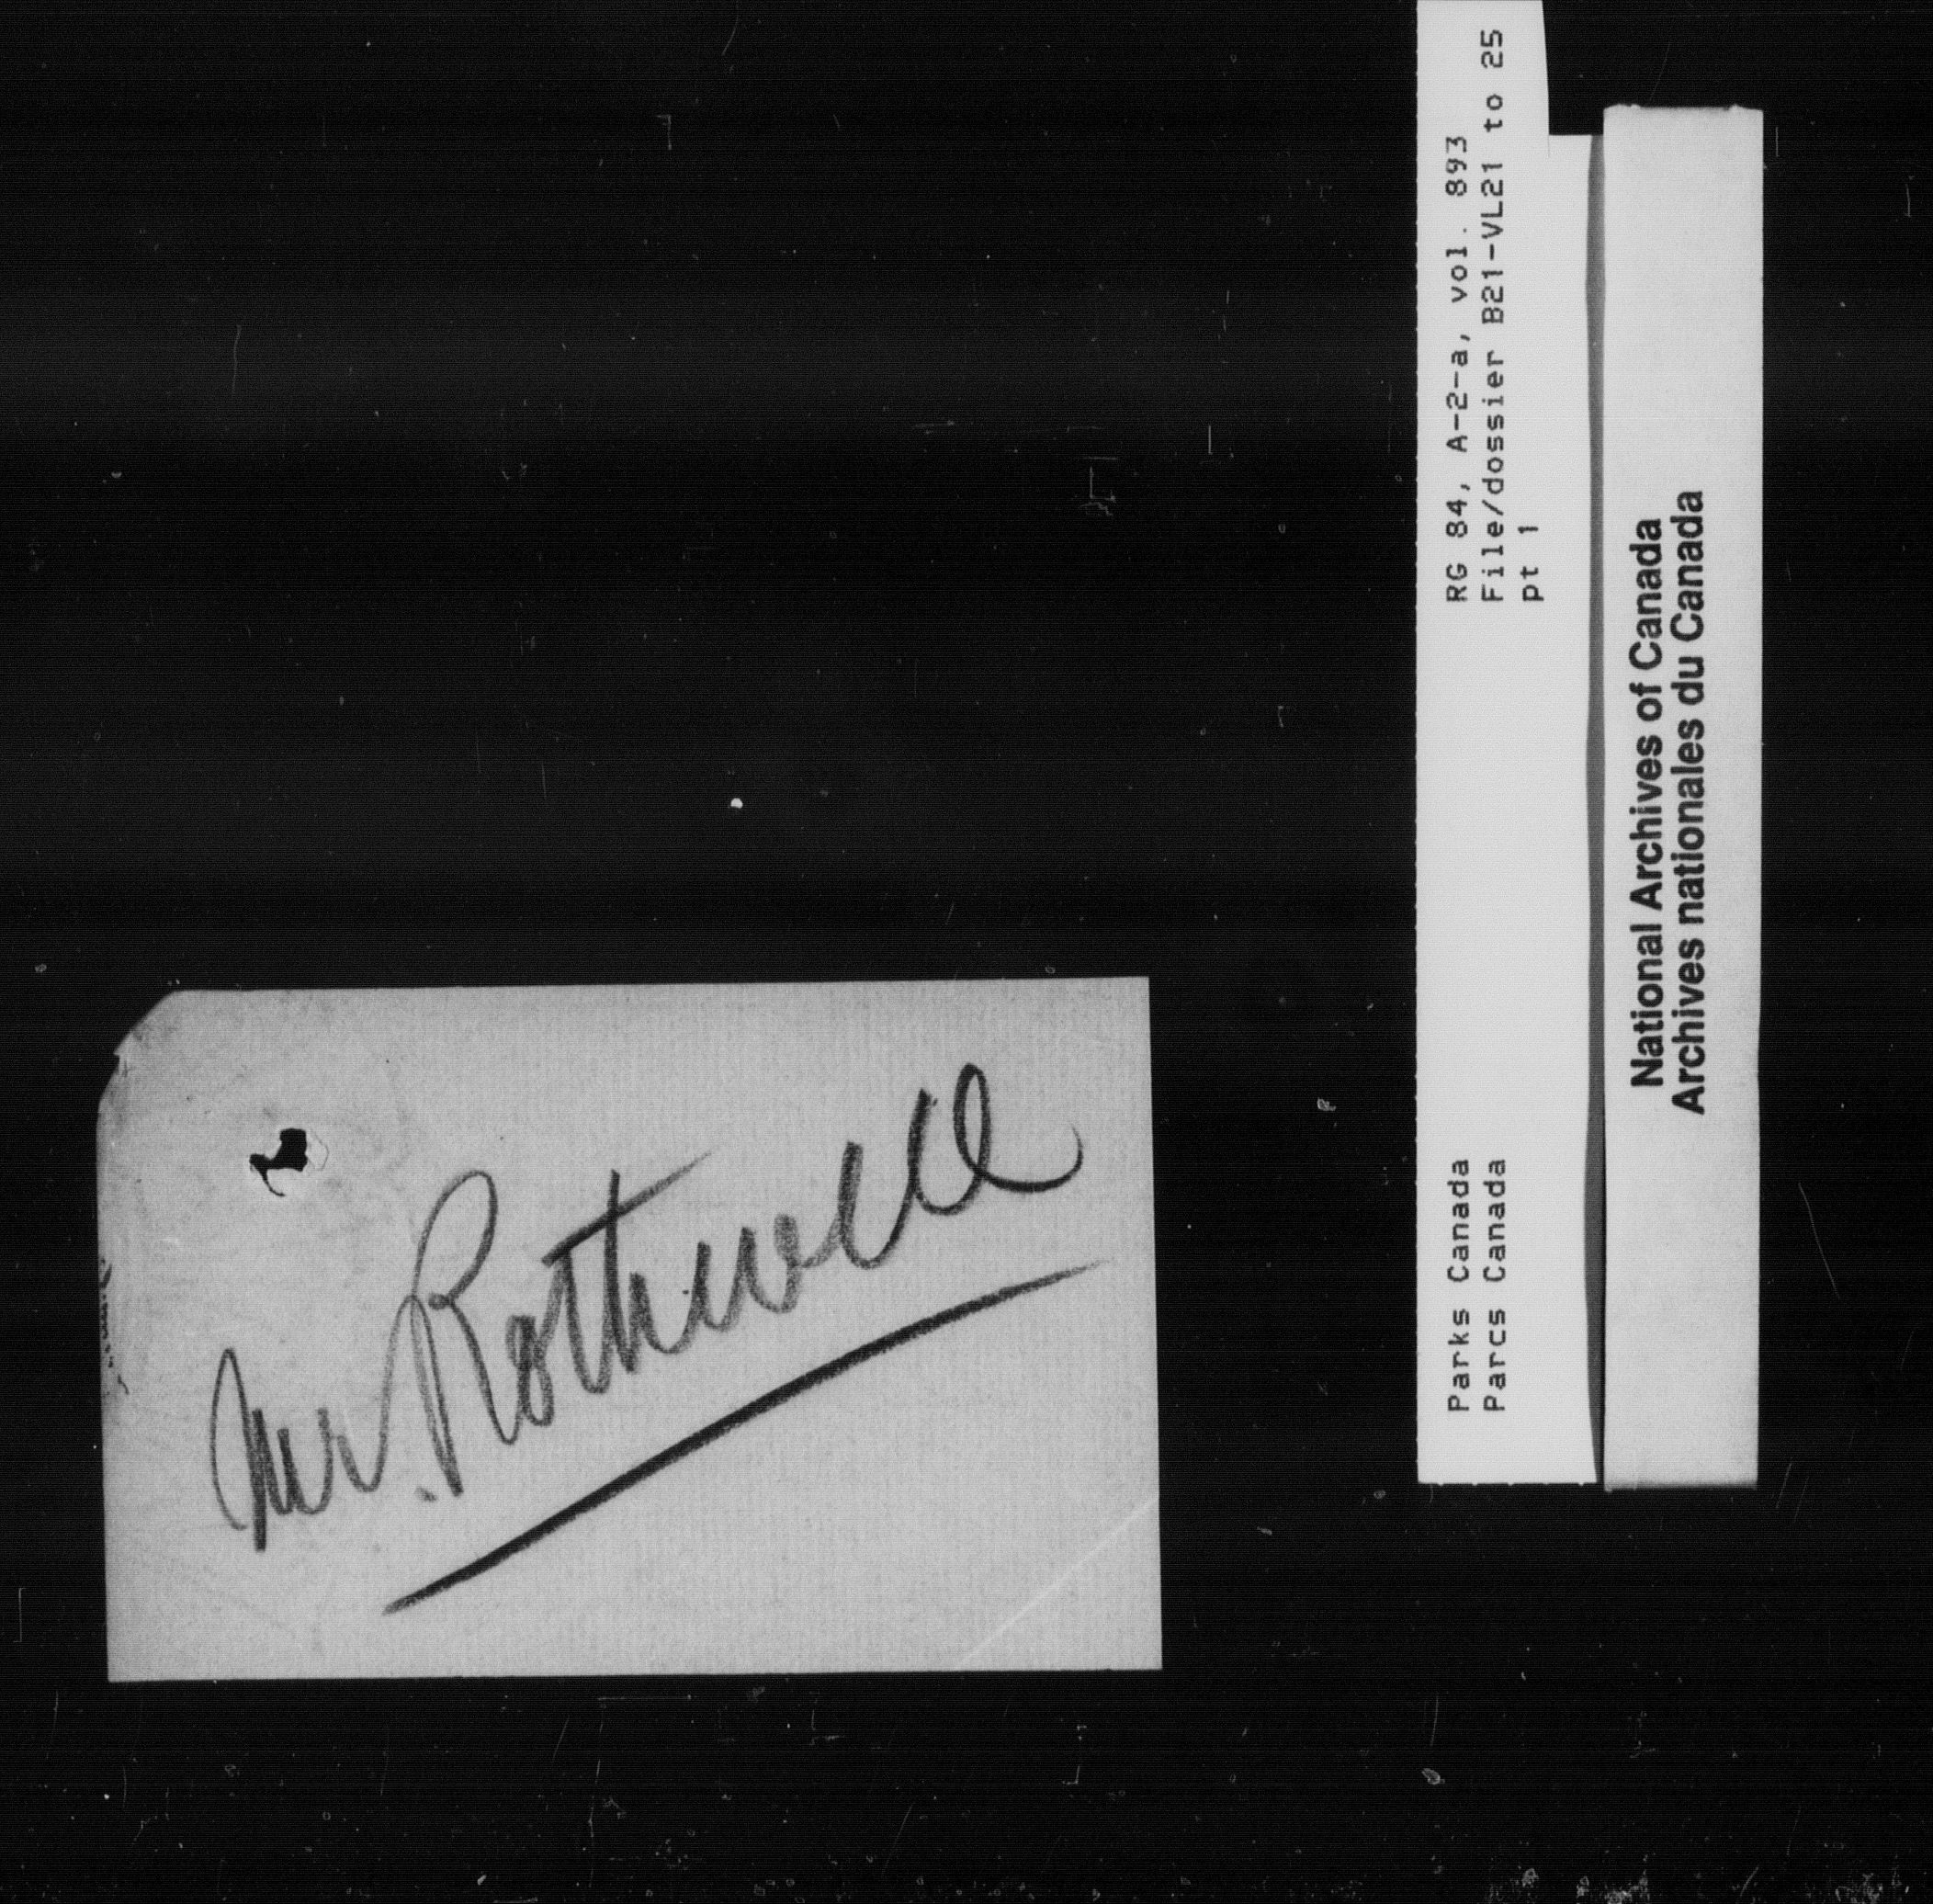 Mr. Rothwell
Parks Canada
Parcs Canada
RG 84, A-2-a, vol. 893
File/dossier B21-VL21 to 25
pt 1
National Archives of Canada
Archives nationales du Canada